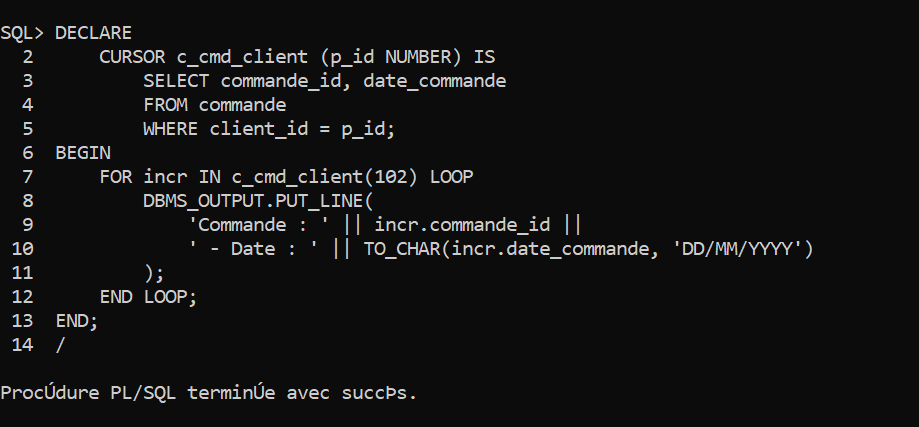 SQL> DECLARE
  2      CURSOR c_cmd_client (p_id NUMBER) IS
  3          SELECT commande_id, date_commande
  4          FROM commande
  5          WHERE client_id = p_id;
  6  BEGIN
  7      FOR incr IN c_cmd_client(102) LOOP
  8          DBMS_OUTPUT.PUT_LINE(
  9              'Commande : ' || incr.commande_id ||
 10              ' - Date : ' || TO_CHAR(incr.date_commande, 'DD/MM/YYYY')
 11          );
 12      END LOOP;
 13  END;
 14  /
ProcÚdure PL/SQL terminÚe avec succÞs.